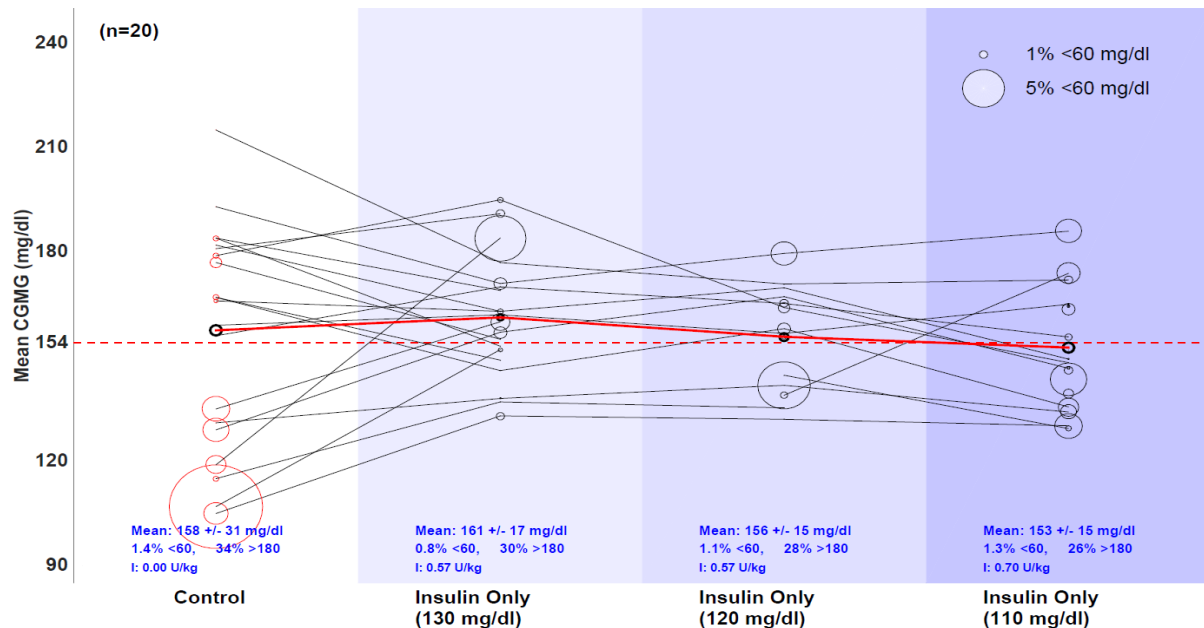 240
210
180
154
120
90
Mean CGMG (mg/dl)
(n=20)
1% <60 mg/dl
5% <60 mg/dl
Mean: 158 +/- 31 mg/dl
1.4% <60, 34% >180
I: 0.00 U/kg
Mean: 161 +/- 17 mg/dl
0.8% <60, 30% >180
I: 0.57 U/kg
Mean: 156 +/- 15 mg/dl
1.1% <60, 28% >180
I: 0.57 U/kg
Mean: 153 +/- 15 mg/dl
1.3% <60, 26% >180
I: 0.70 U/kg
Control
Insulin Only
(130 mg/dl)
Insulin Only
(120 mg/dl)
Insulin Only
(110 mg/dl)